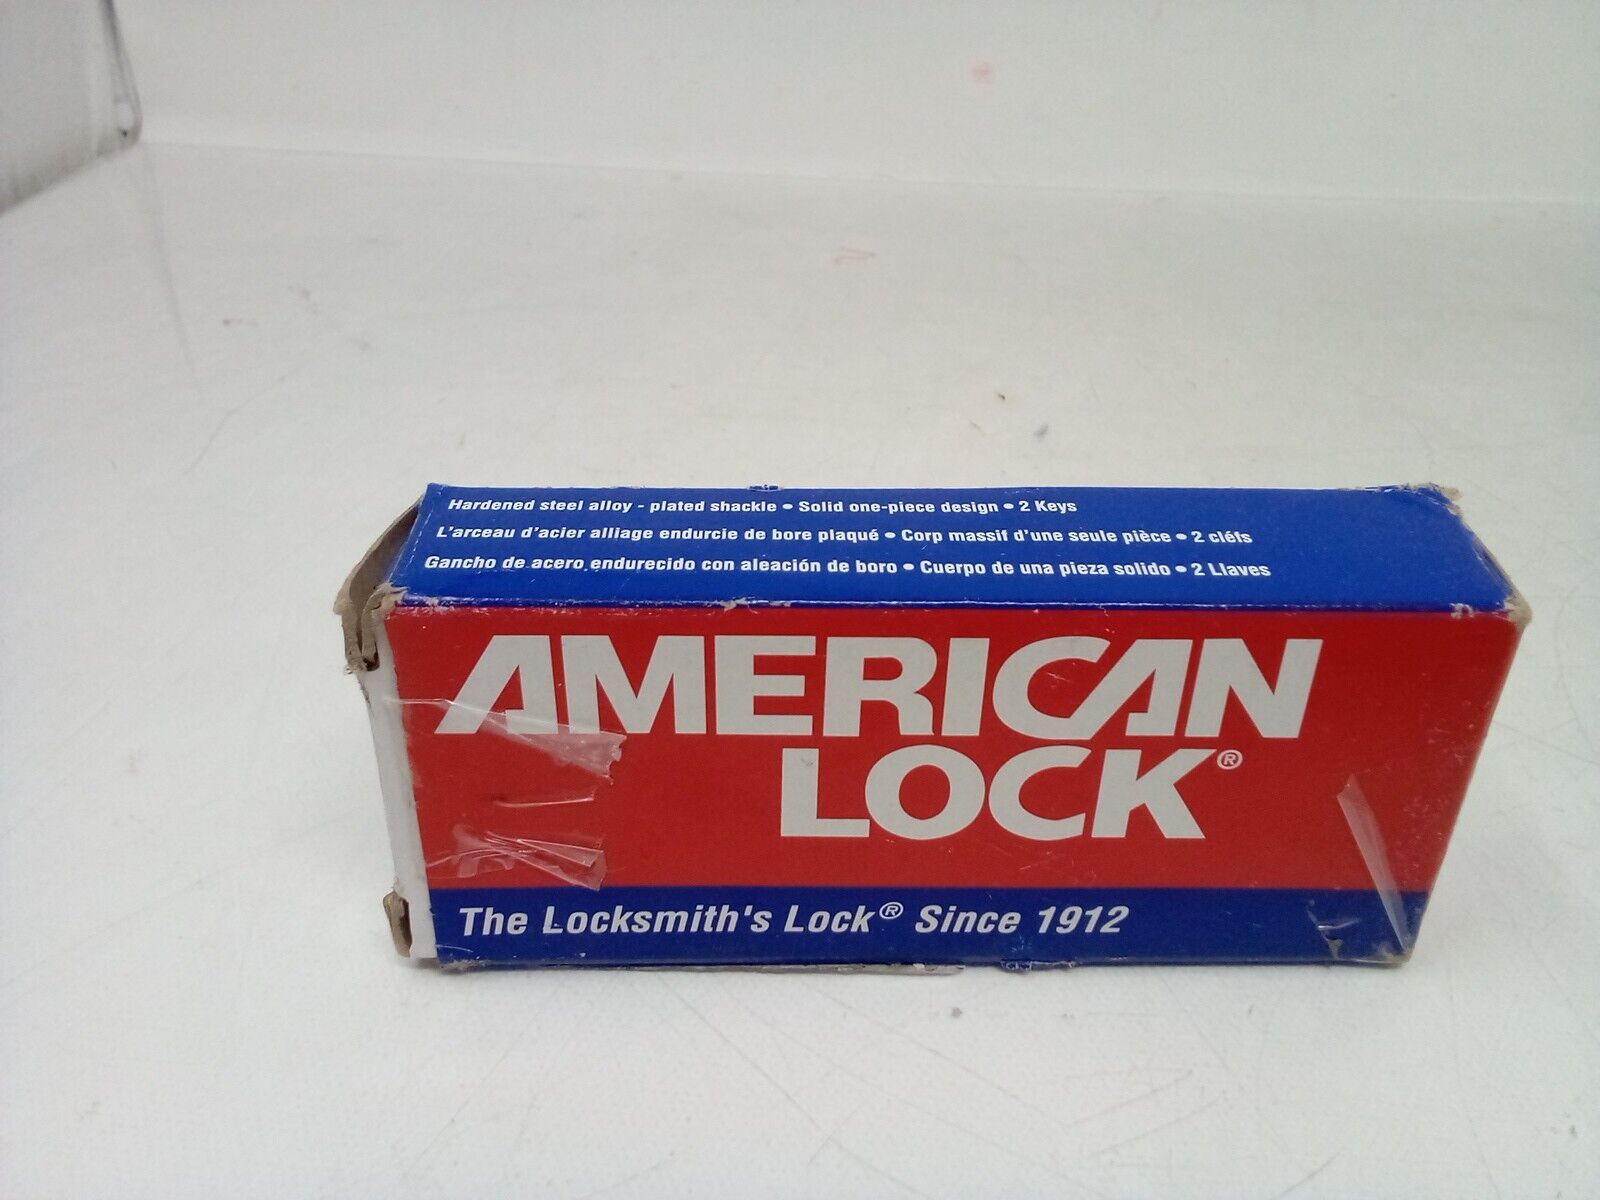 Hardened steel alloy - plated shackle • Solid one-piece design • 2 Keys
L'arceau d'acier alliage endurcie de bore plaqué • Corp massif d'une seule pièce • 2 cléfs
Gancho de acero endurecido con aleación de boro • Cuerpo de una pieza solido • 2 Llaves
AMERICAN
LOCK®
The Locksmith's Lock® Since 1912